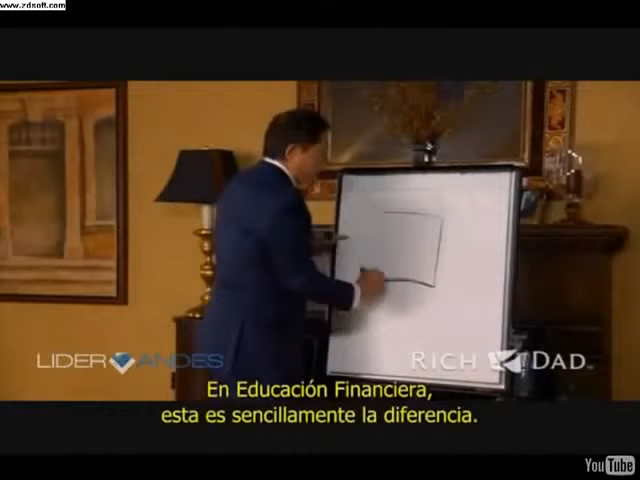 www.zdsoft.com
LIDER ANDES
RICH DAD
En Educación Financiera,
esta es sencillamente la diferencia.
YouTube